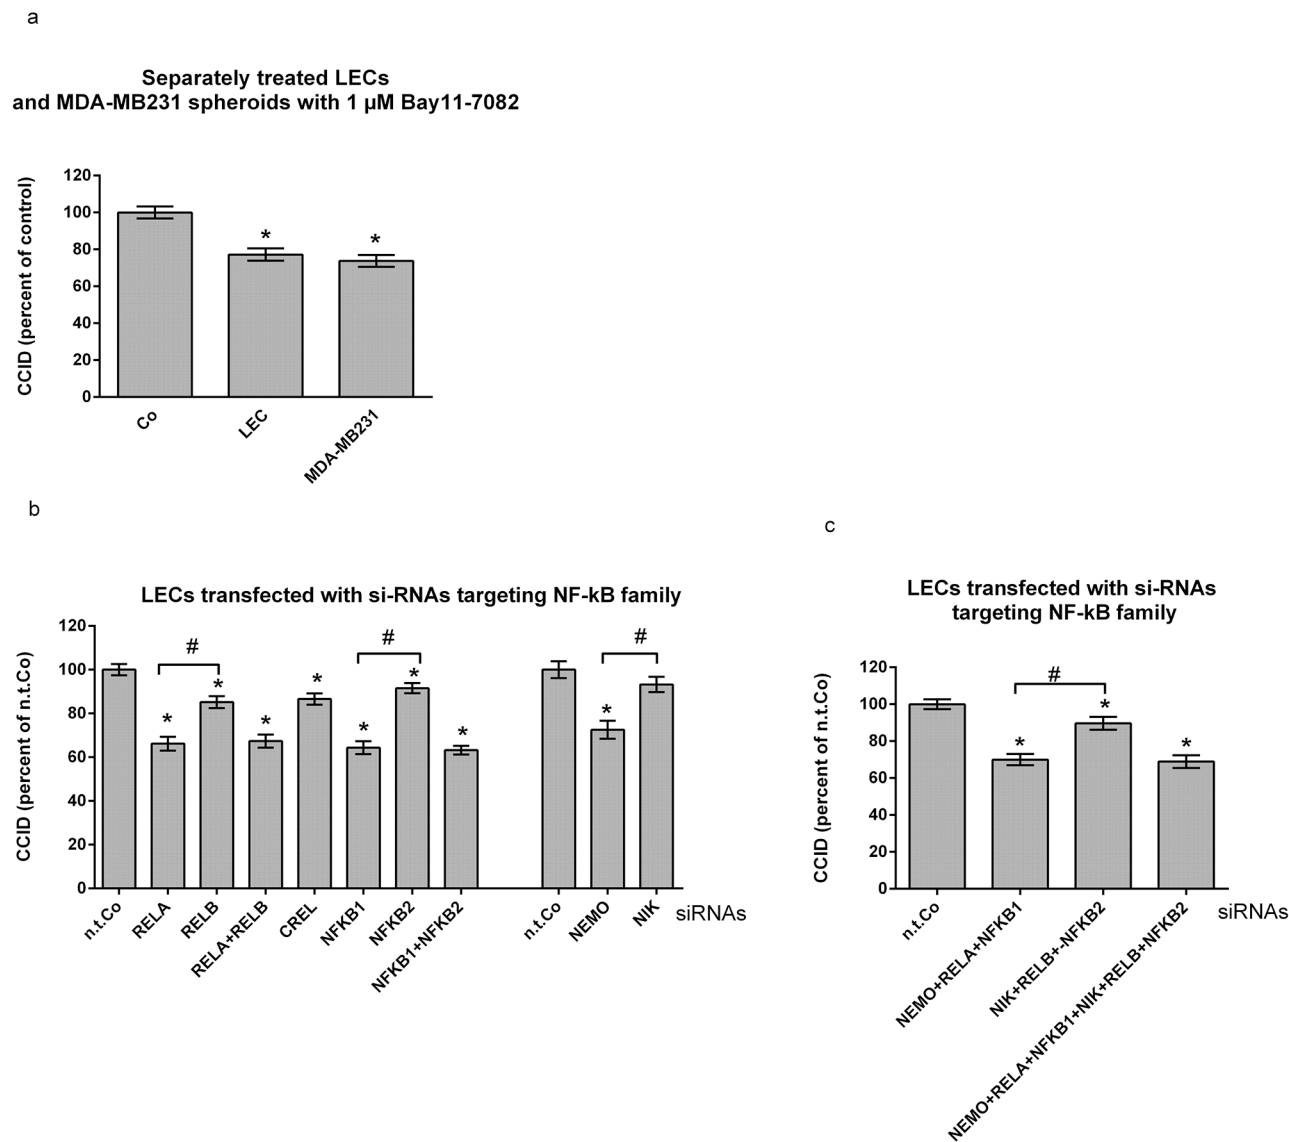 a
Separately treated LECs
and MDA-MB231 spheroids with 1 µM Bay11-7082
CCID (percent of control)
120
100
80
60
40
20
0
*
*
Co
LEC
MDA-MB231
b
LECs transfected with si-RNAs targeting NF-kB family
CCID (percent of n.t.Co)
120
100
80
60
40
20
0
#
#
#
*
*
*
*
*
*
*
*
n.t.Co
RELA
RELB
RELA+RELB
CREL
NFKB1
NFKB2
NFKB1+NFKB2
n.t.Co
NEMO
NIK
siRNAs
c
LECs transfected with si-RNAs
targeting NF-kB family
CCID (percent of n.t.Co)
120
100
80
60
40
20
0
#
*
*
*
n.t.Co
NEMO+RELA+NFKB1
NIK+RELB+-NFKB2
NEMO+RELA+NFKB1+NIK+RELB+NFKB2
siRNAs